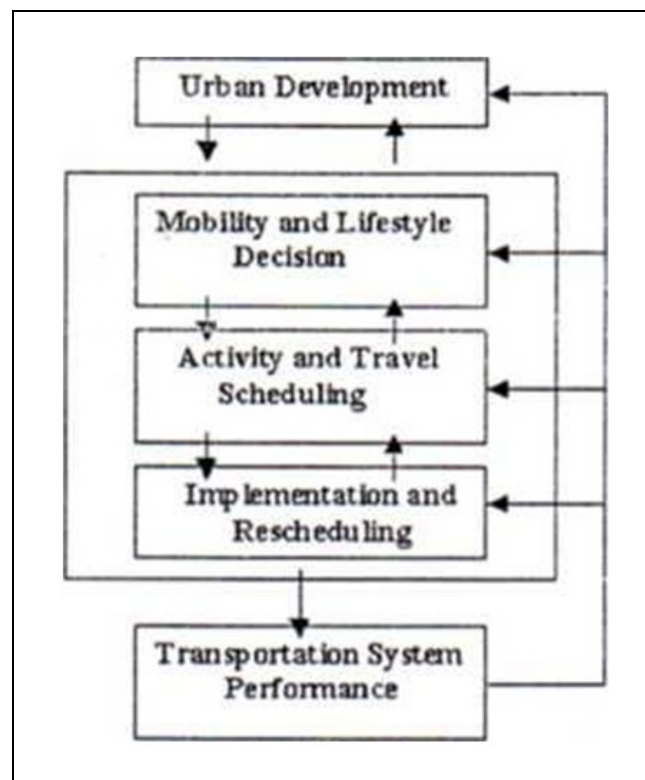 Urban Development
Mobility and Lifestyle
Decision
Activity and Travel
Scheduling
Implementation and
Rescheduling
Transportation System
Performance